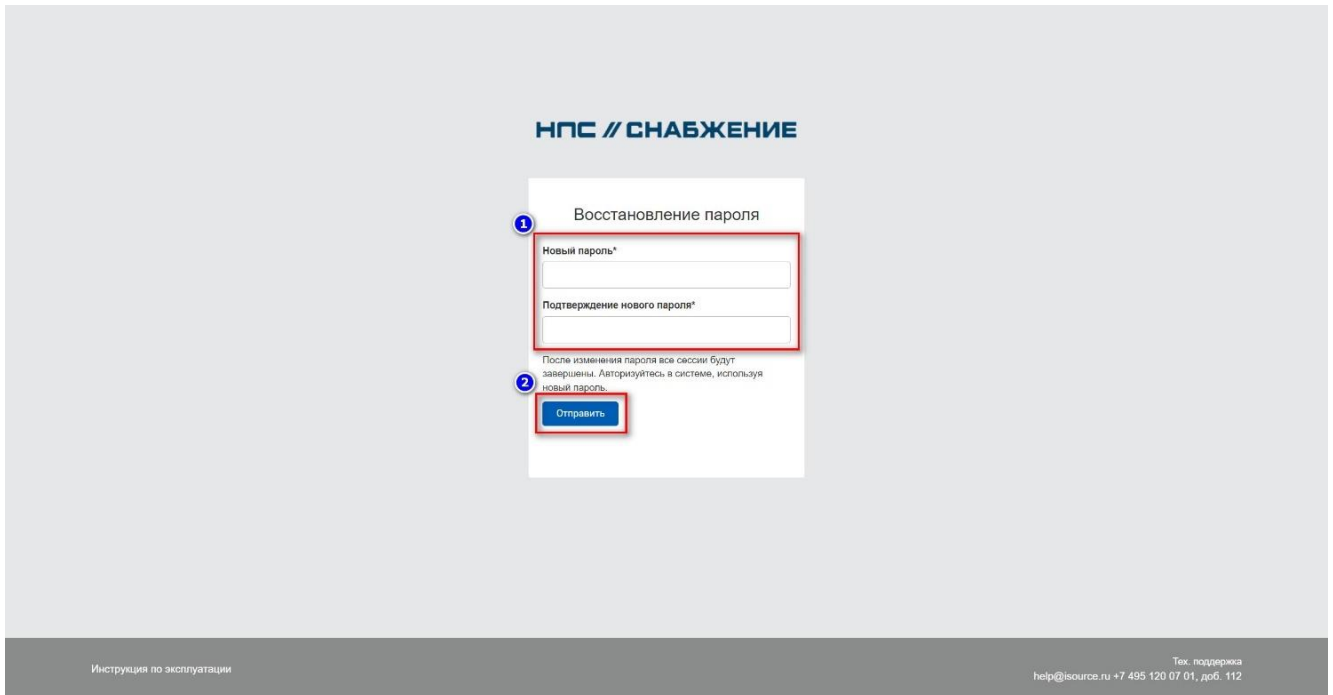 НПС // СНАБЖЕНИЕ
Восстановление пароля
1
Новый пароль*
Подтверждение нового пароля*
После изменения пароля все сессии будут
завершены. Авторизуйтесь в системе, используя
2
новый пароль.
Отправить
Инструкция по эксплуатации
Тех. поддержка
help@isource.ru +7 495 120 07 01, доб. 112